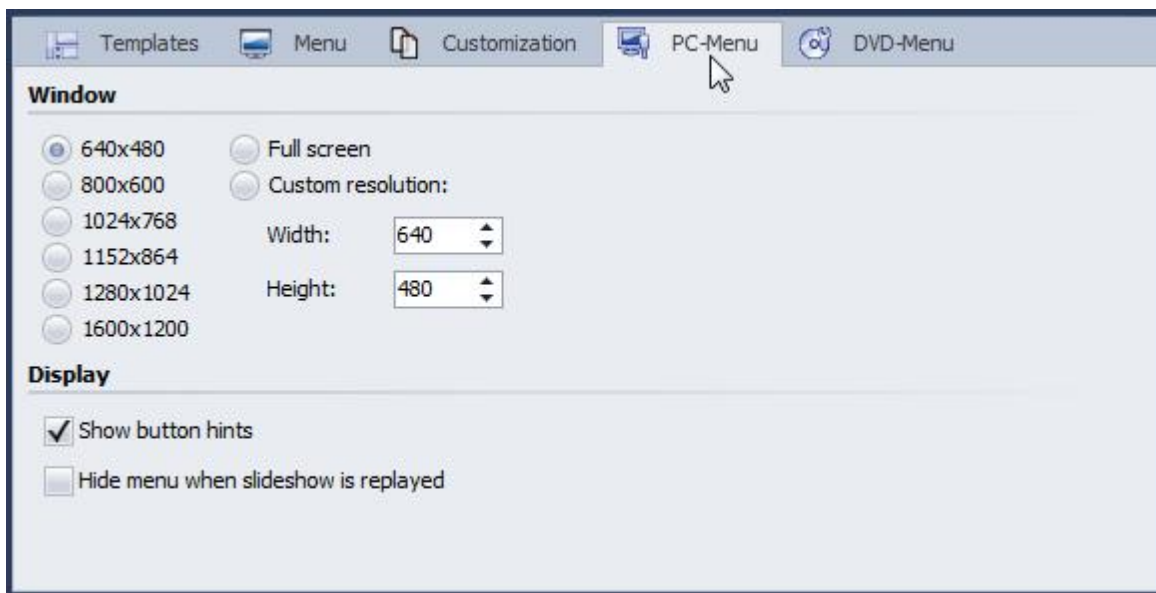 Templates Menu Customization PC-Menu DVD-Menu
Window
640x480 Full screen
800x600 Custom resolution:
1024x768
Width: 640
1152x864
1280x1024 Height: 480
1600x1200
Display
Show button hints
Hide menu when slideshow is replayed